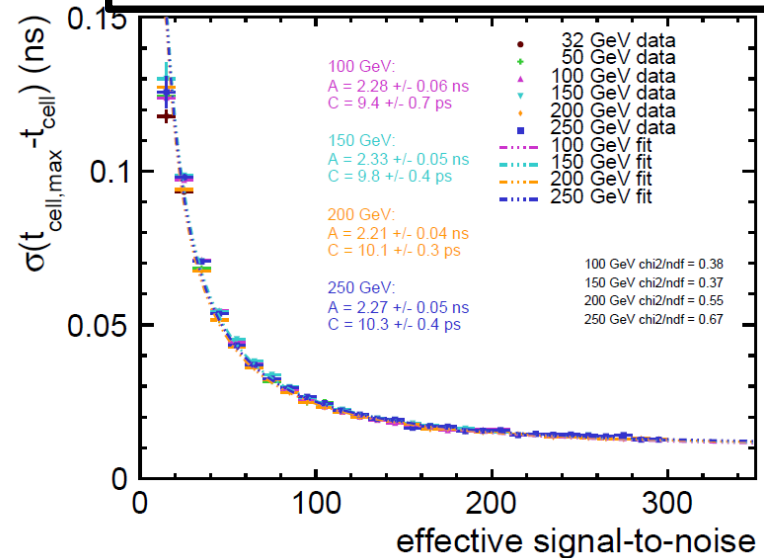 σ(t_cell,max -t_cell) (ns)
0.15
0.1
0.05
0
100 GeV:
A = 2.28 +/- 0.06 ns
C = 9.4 +/- 0.7 ps
150 GeV:
A = 2.33 +/- 0.05 ns
C = 9.8 +/- 0.4 ps
200 GeV:
A = 2.21 +/- 0.04 ns
C = 10.1 +/- 0.3 ps
250 GeV:
A = 2.27 +/- 0.05 ns
C = 10.3 +/- 0.4 ps
32 GeV data
50 GeV data
100 GeV data
150 GeV data
200 GeV data
250 GeV data
100 GeV fit
150 GeV fit
200 GeV fit
250 GeV fit
100 GeV chi2/ndf = 0.38
150 GeV chi2/ndf = 0.37
200 GeV chi2/ndf = 0.55
250 GeV chi2/ndf = 0.67
0 100 200 300
effective signal-to-noise